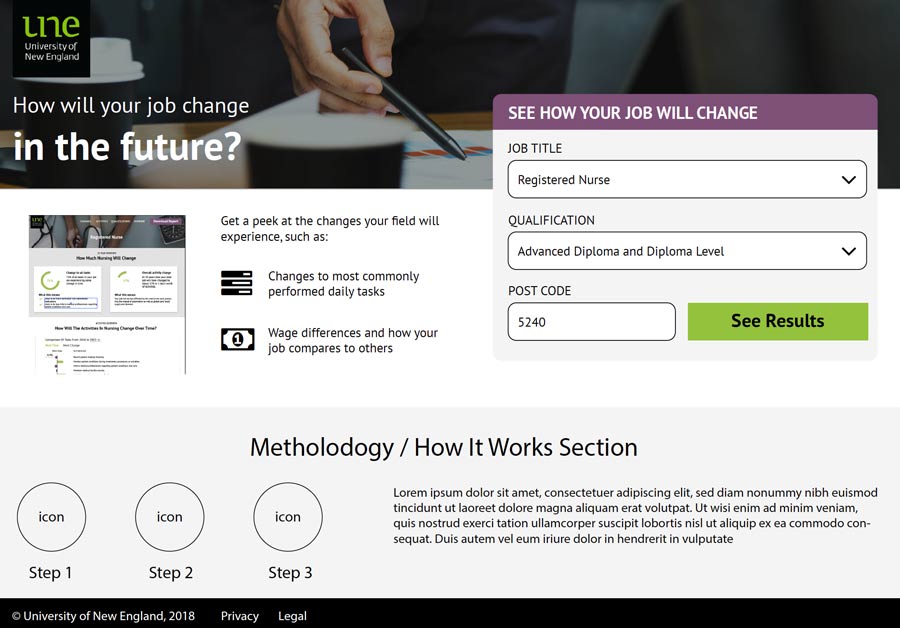 une
University of
New England
How will your job change
in the future?
SEE HOW YOUR JOB WILL CHANGE
JOB TITLE
Registered Nurse
QUALIFICATION
Advanced Diploma and Diploma Level
POST CODE
5240
See Results
une
Download Report
Registered Nurse
How Much Nursing Will Change
How Will The Activities In Nursing Change Over Time?
Get a peek at the changes your field will
experience, such as:
Changes to most commonly
performed daily tasks
1
Wage differences and how your
job compares to others
Metholodogy / How It Works Section
icon
icon
icon
Step 1
Step 2
Step 3
Lorem ipsum dolor sit amet, consectetuer adipiscing elit, sed diam nonummy nibh euismod
tincidunt ut laoreet dolore magna aliquam erat volutpat. Ut wisi enim ad minim veniam,
quis nostrud exerci tation ullamcorper suscipit lobortis nisl ut aliquip ex ea commodo con-
sequat. Duis autem vel eum iriure dolor in hendrerit in vulputate
© University of New England, 2018
Privacy
Legal